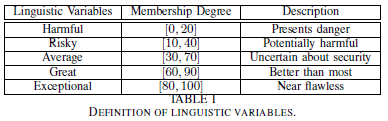 Linguistic Variables Membership Degree Description
Harmful [0, 20] Presents danger
Risky [10, 40] Potentially harmful
Average [30, 70] Uncertain about security
Great [60, 90] Better than most
Exceptional [80, 100] Near flawless
TABLE I
DEFINITION OF LINGUISTIC VARIABLES.